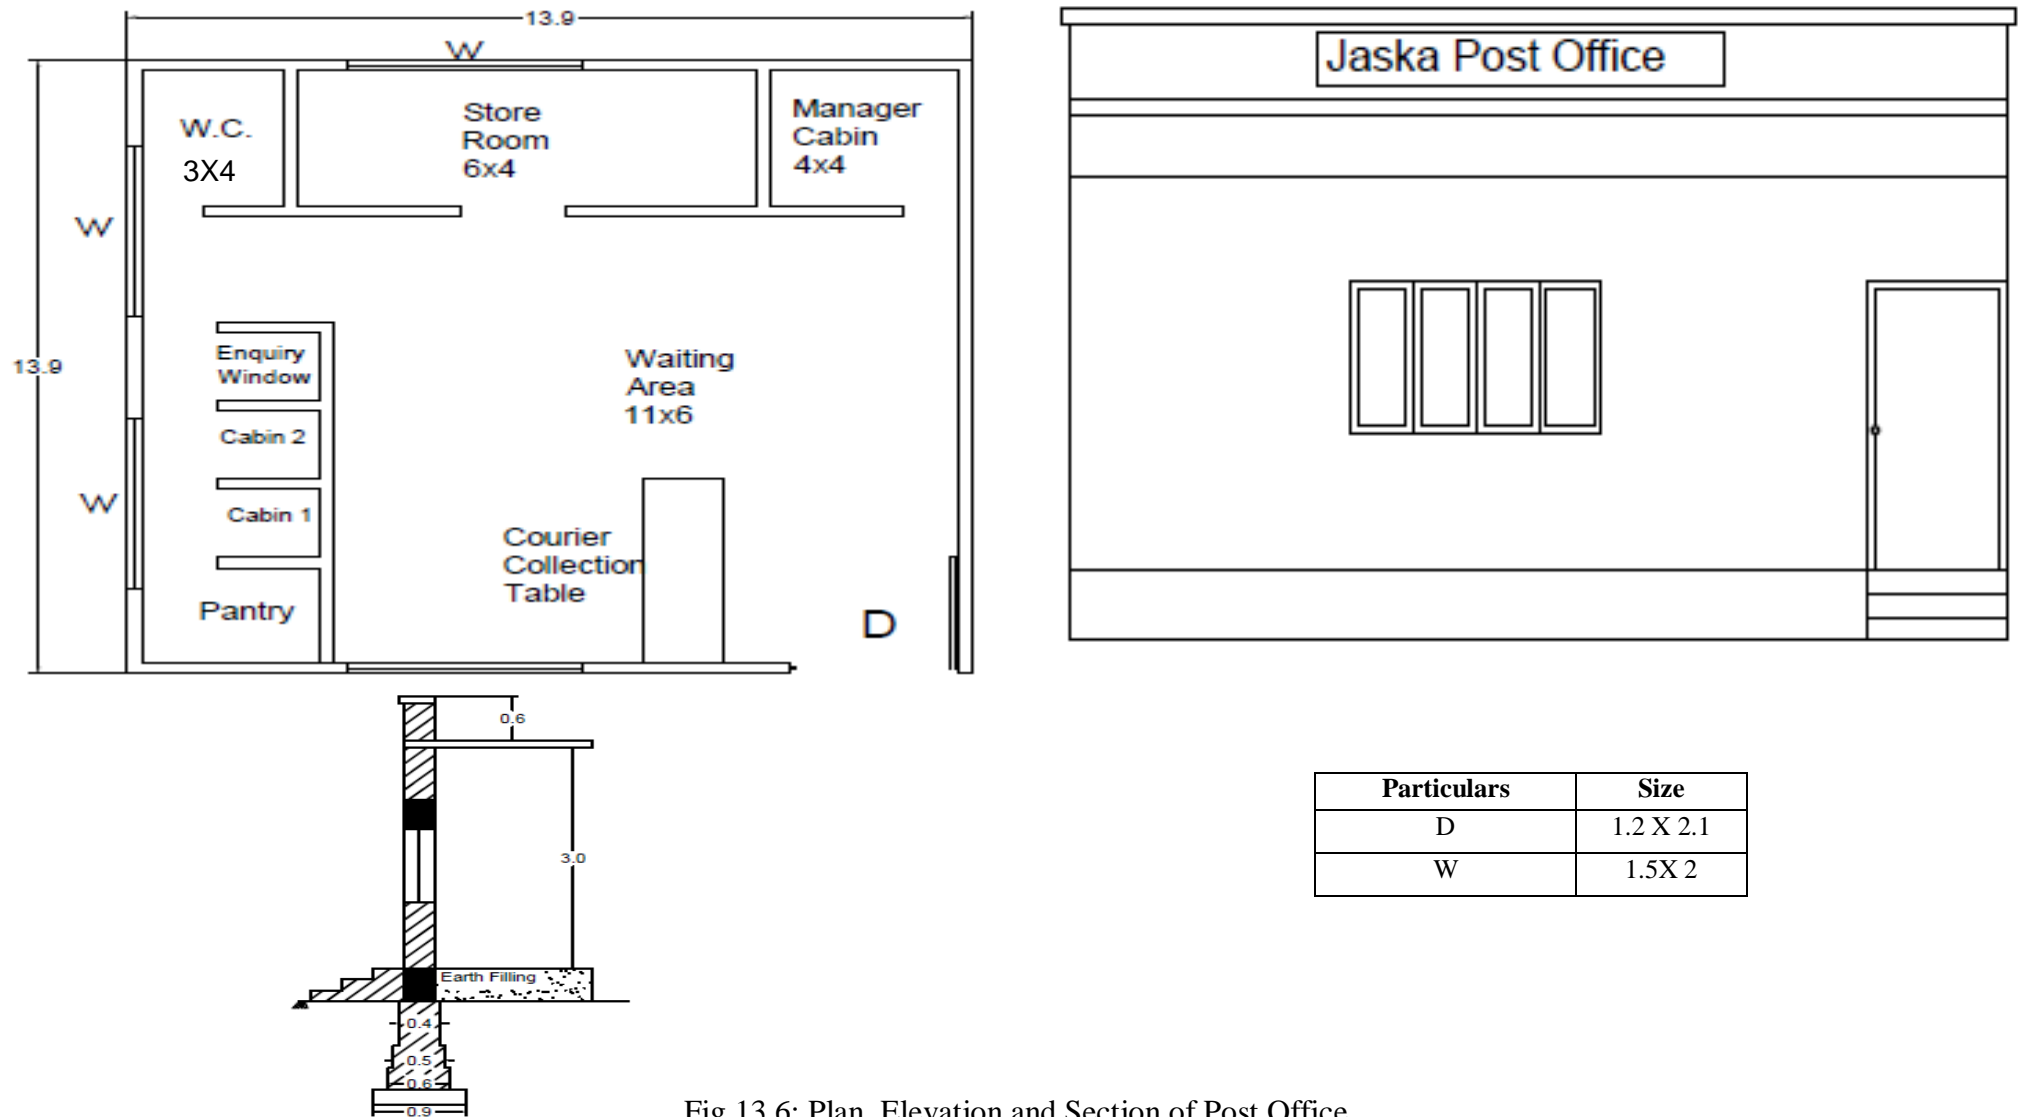 13.9
W
W.C.
3X4
Store
Room
6x4
Manager
Cabin
4x4
W
13.9
Enquiry
Window
Cabin 2
Cabin 1
Pantry
W
Waiting
Area
11x6
Courier
Collection
Table
D
Jaska Post Office
0.6
3.0
Earth Filling
0.4
0.5
0.6
0.9
Particulars Size
D 1.2 X 2.1
W 1.5X 2
Fig 13.6: Plan, Elevation and Section of Post Office